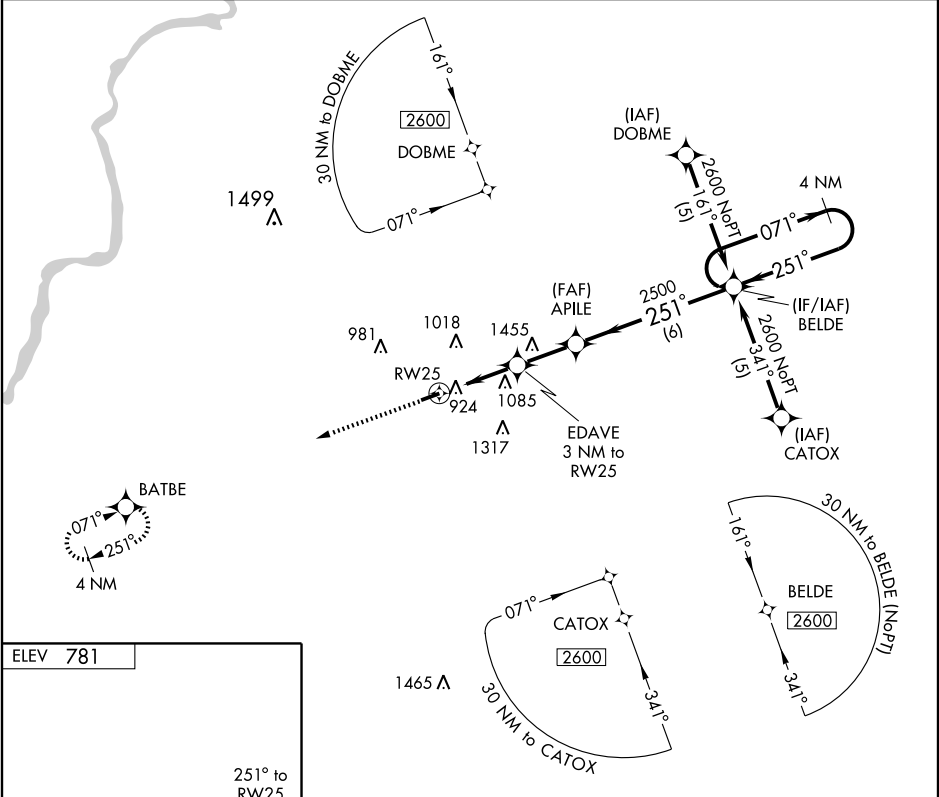 30 NM to DOBME
161°
2600
DOBME
071°
1499
(IAF)
DOBME
2600 NoPT
161°
(5)
4 NM
071°
251°
(IF/IAF)
BELDE
(FAF)
APILE
2500
251°
(6)
2600 NoPT
341°
(5)
(IAF)
CATOX
981
1018
1455
RW25
924
1085
1317
EDAVE
3 NM to
RW25
BATBE
071°
251°
4 NM
071°
CATOX
2600
341°
30 NM to CATOX
1465
161°
30 NM to BELDE (NoPT)
BELDE
2600
341°
ELEV 781
251° to
RW25